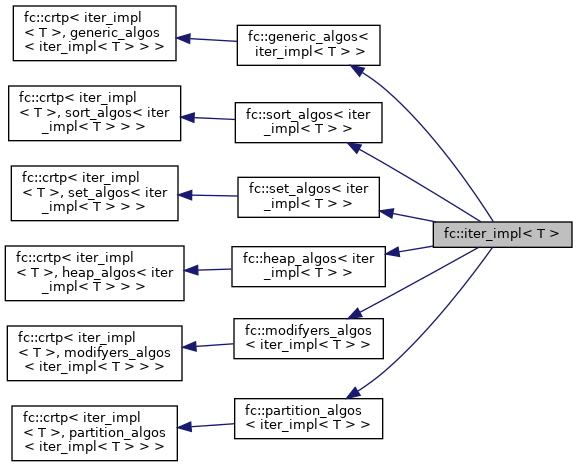 fc::crtp< iter_impl
< T >, generic_algos
< iter_impl< T > > >
fc::generic_algos<
iter_impl< T > >
fc::crtp< iter_impl
< T >, sort_algos< iter
_impl< T > > >
fc::sort_algos< iter
_impl< T > >
fc::crtp< iter_impl
< T >, set_algos< iter
_impl< T > > >
fc::set_algos< iter
_impl< T > >
fc::iter_impl< T >
fc::crtp< iter_impl
< T >, heap_algos< iter
_impl< T > > >
fc::heap_algos< iter
_impl< T > >
fc::crtp< iter_impl
< T >, modifyers_algos
< iter_impl< T > > >
fc::modifyers_algos
< iter_impl< T > >
fc::crtp< iter_impl
< T >, partition_algos
< iter_impl< T > > >
fc::partition_algos
< iter_impl< T > >